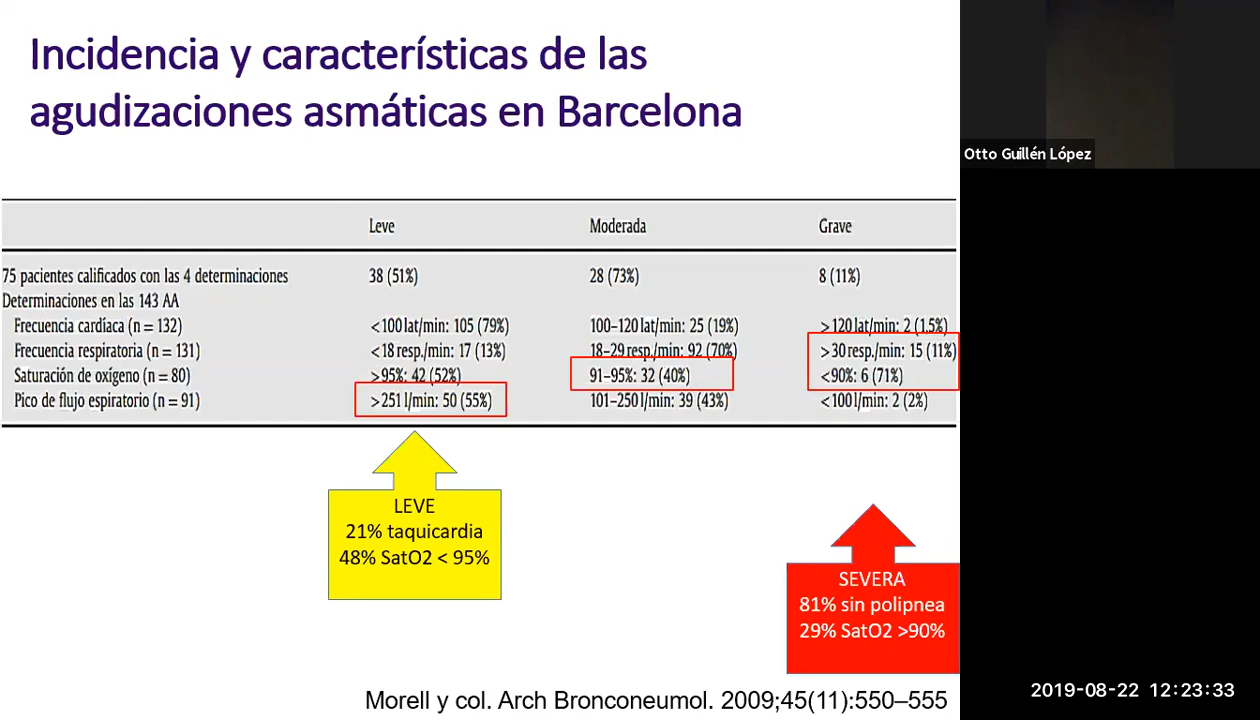 Incidencia y características de las
agudizaciones asmáticas en Barcelona
Otto Guillén López
Leve Moderada Grave
75 pacientes calificados con las 4 determinaciones 38 (51%) 28 (73%) 8 (11%)
Determinaciones en las 143 AA
Frecuencia cardíaca (n = 132) <100 lat/min: 105 (79%) 100–120 lat/min: 25 (19%) >120 lat/min: 2 (1,5%)
Frecuencia respiratoria (n = 131) <18 resp./min: 17 (13%) 18–29 resp./min: 92 (70%) >30 resp./min: 15 (11%)
Saturación de oxígeno (n = 80) >95%: 42 (52%) 91–95%: 32 (40%) <90%: 6 (71%)
Pico de flujo espiratorio (n = 91) >251 l/min: 50 (55%) 101–250 l/min: 39 (43%) <100 l/min: 2 (2%)
LEVE
21% taquicardia
48% SatO2 < 95%
SEVERA
81% sin polipnea
29% SatO2 >90%
Morell y col. Arch Bronconeumol. 2009;45(11):550–555
2019-08-22 12:23:33